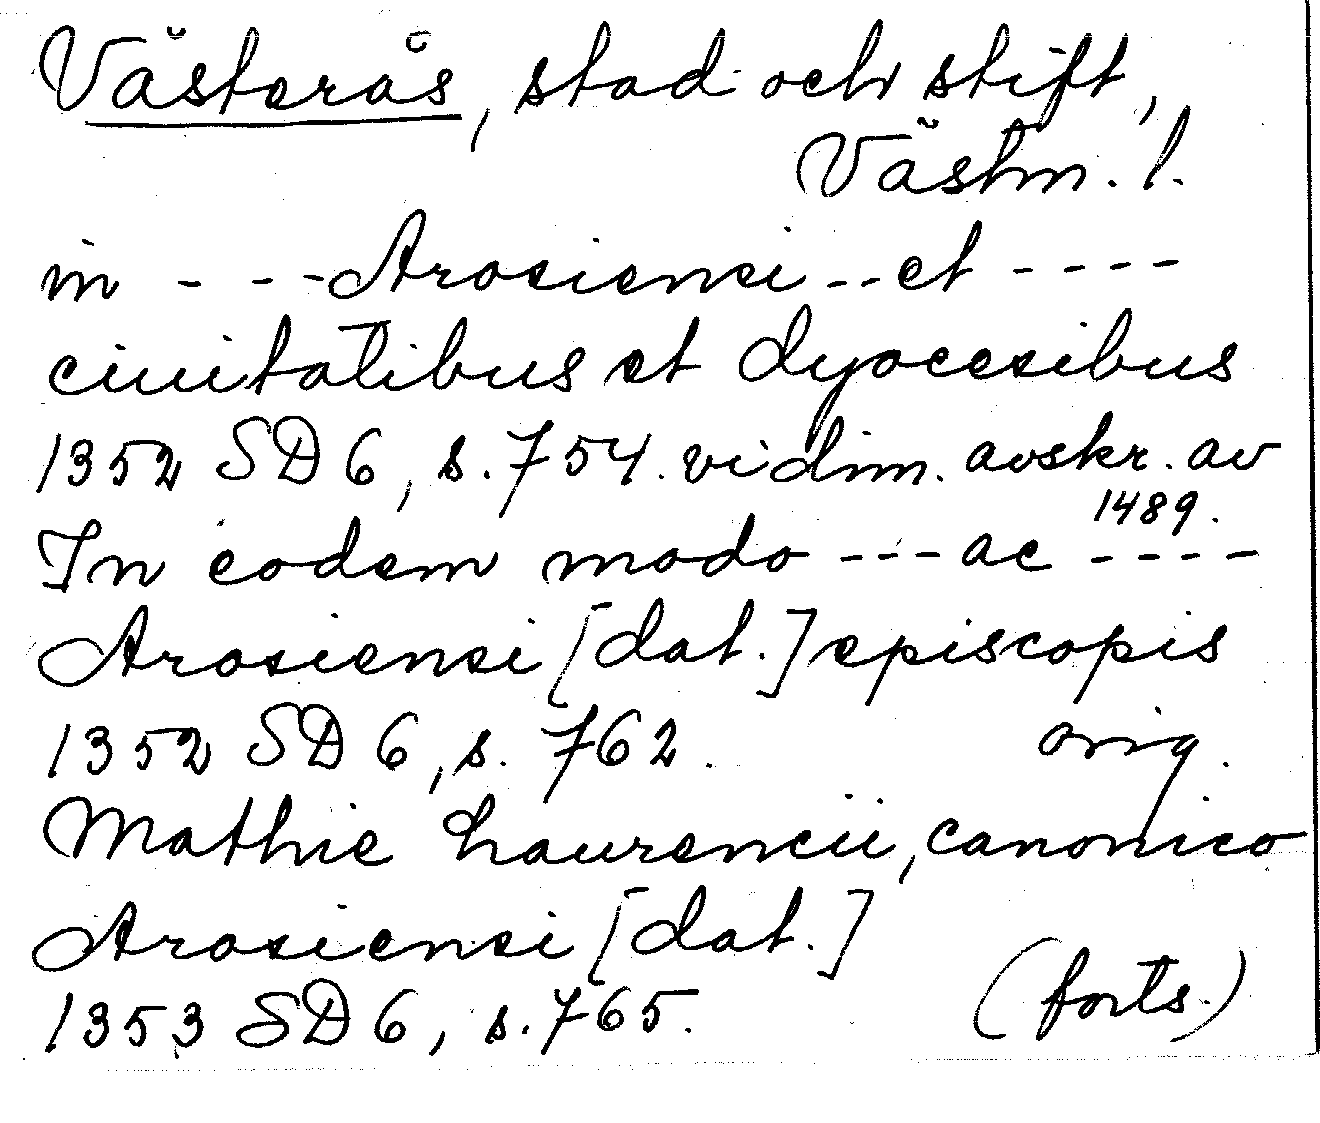 Västerås, stad och stift,
Västm. l.
in - - - Arosiensi - - et - - - -
ciuitatibus et dyocesibus
1352 SD 6, s. 754. vidim. avskr. av
1489.
In eodem modo - - - ac - - - -
Arosiensi [dat.] episcopis
1352 SD 6, s. 762. orig.
Mathie Laurencii, canonico
Arosiensi [dat.]
1353 SD 6, s. 765. (forts.)